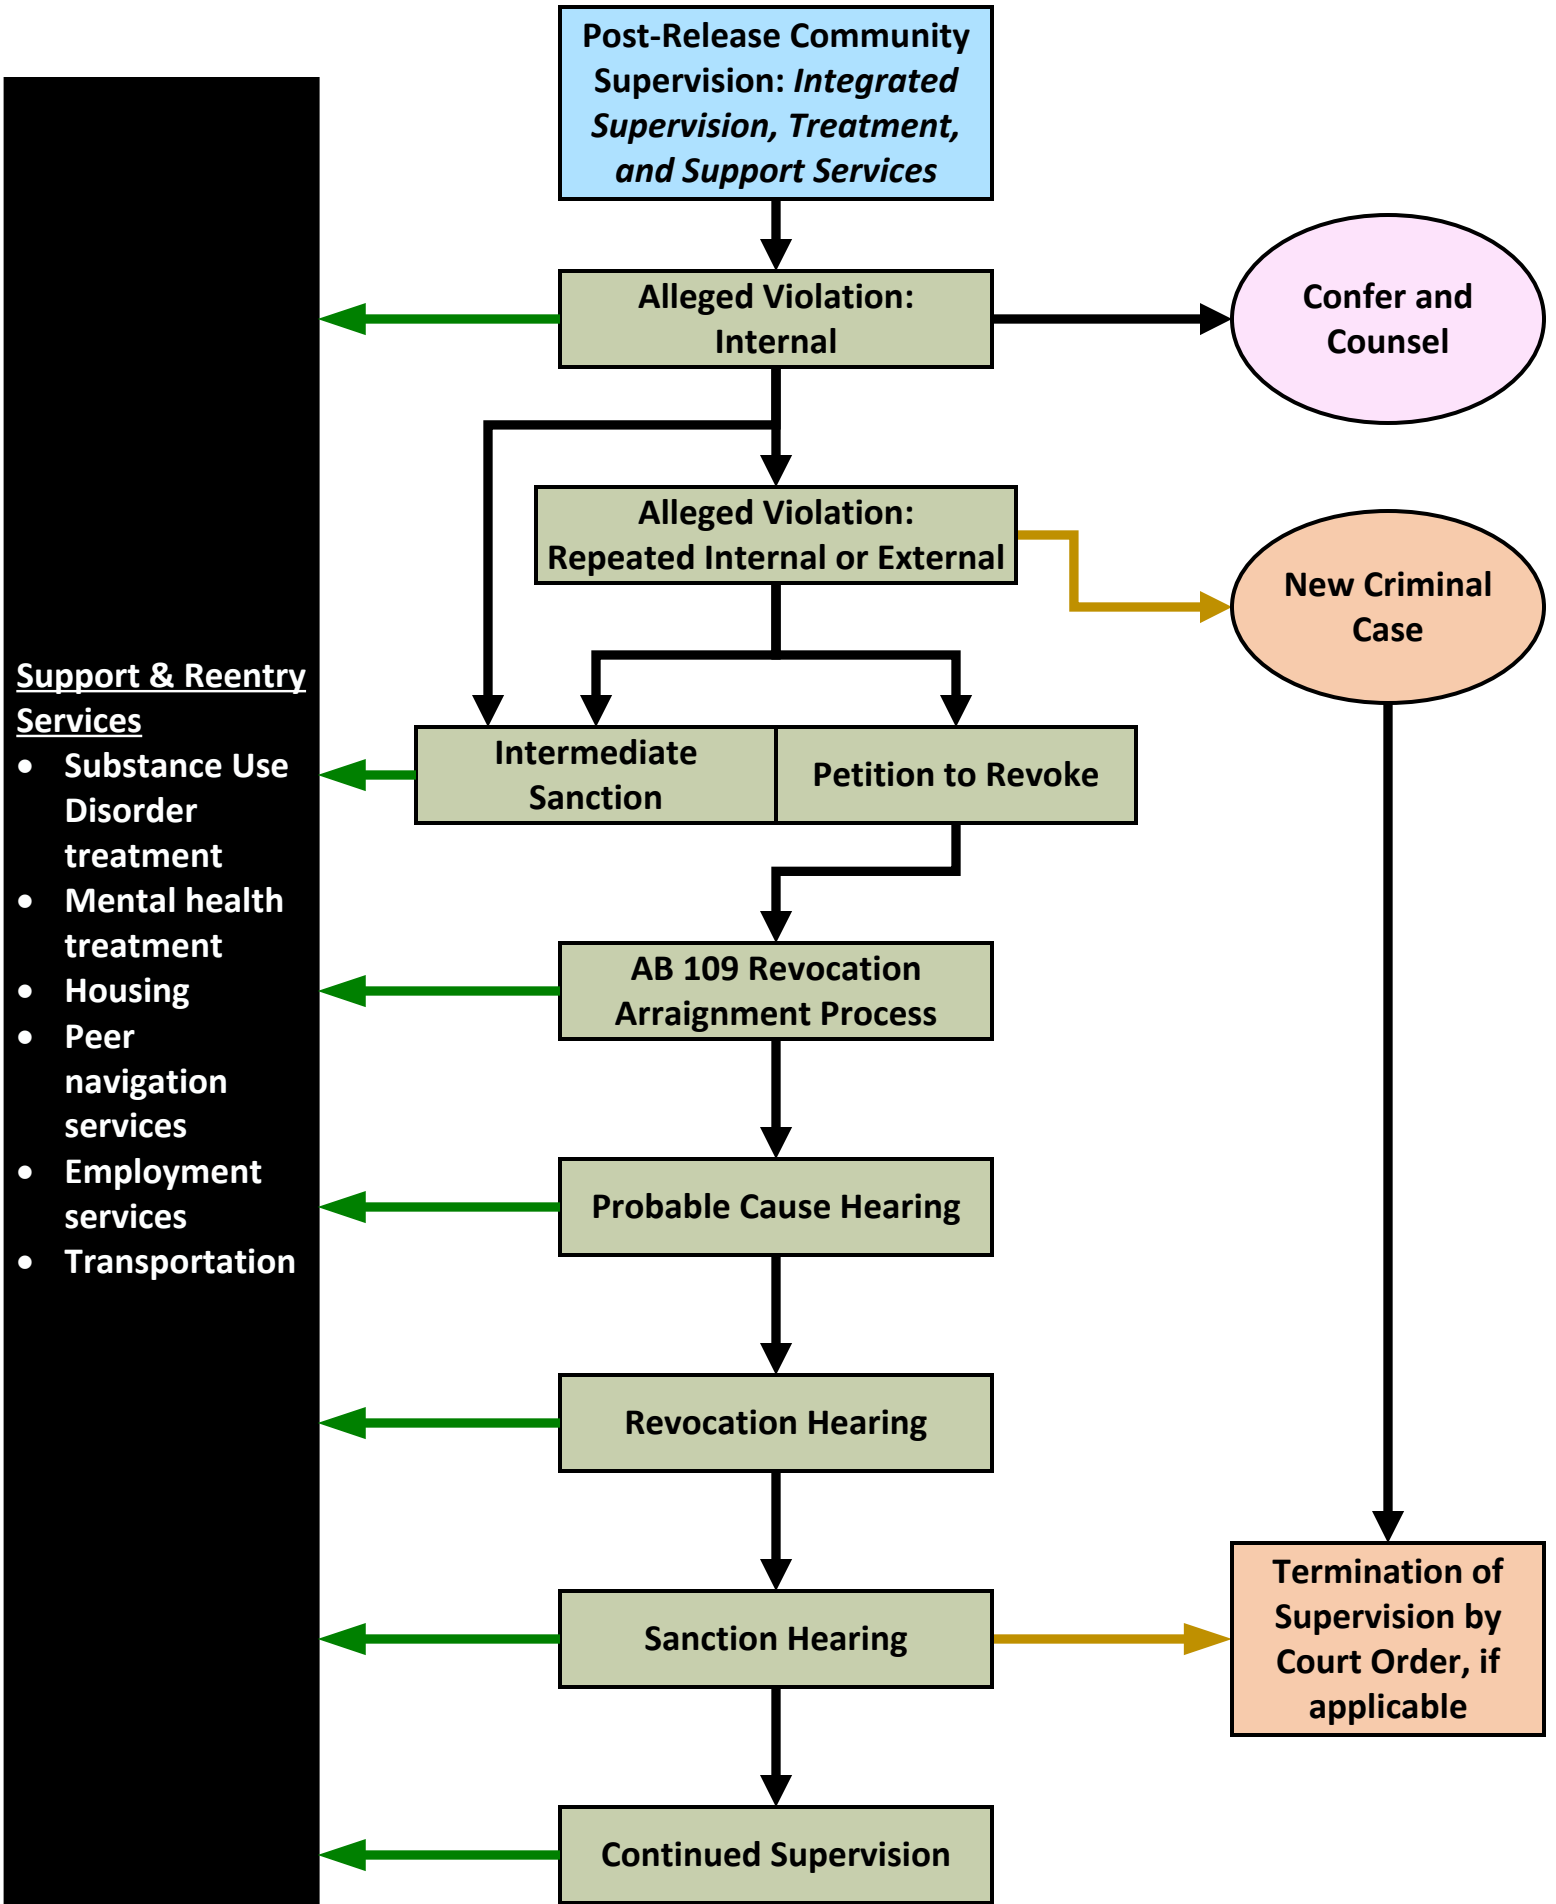 Post-Release Community
Supervision: Integrated
Supervision, Treatment,
and Support Services
Alleged Violation:
Internal
Confer and
Counsel
Alleged Violation:
Repeated Internal or External
New Criminal
Case
Support & Reentry
Services
• Substance Use
Disorder
treatment
• Mental health
treatment
• Housing
• Peer
navigation
services
• Employment
services
• Transportation
Intermediate
Sanction
Petition to Revoke
AB 109 Revocation
Arraignment Process
Probable Cause Hearing
Revocation Hearing
Sanction Hearing
Termination of
Supervision by
Court Order, if
applicable
Continued Supervision